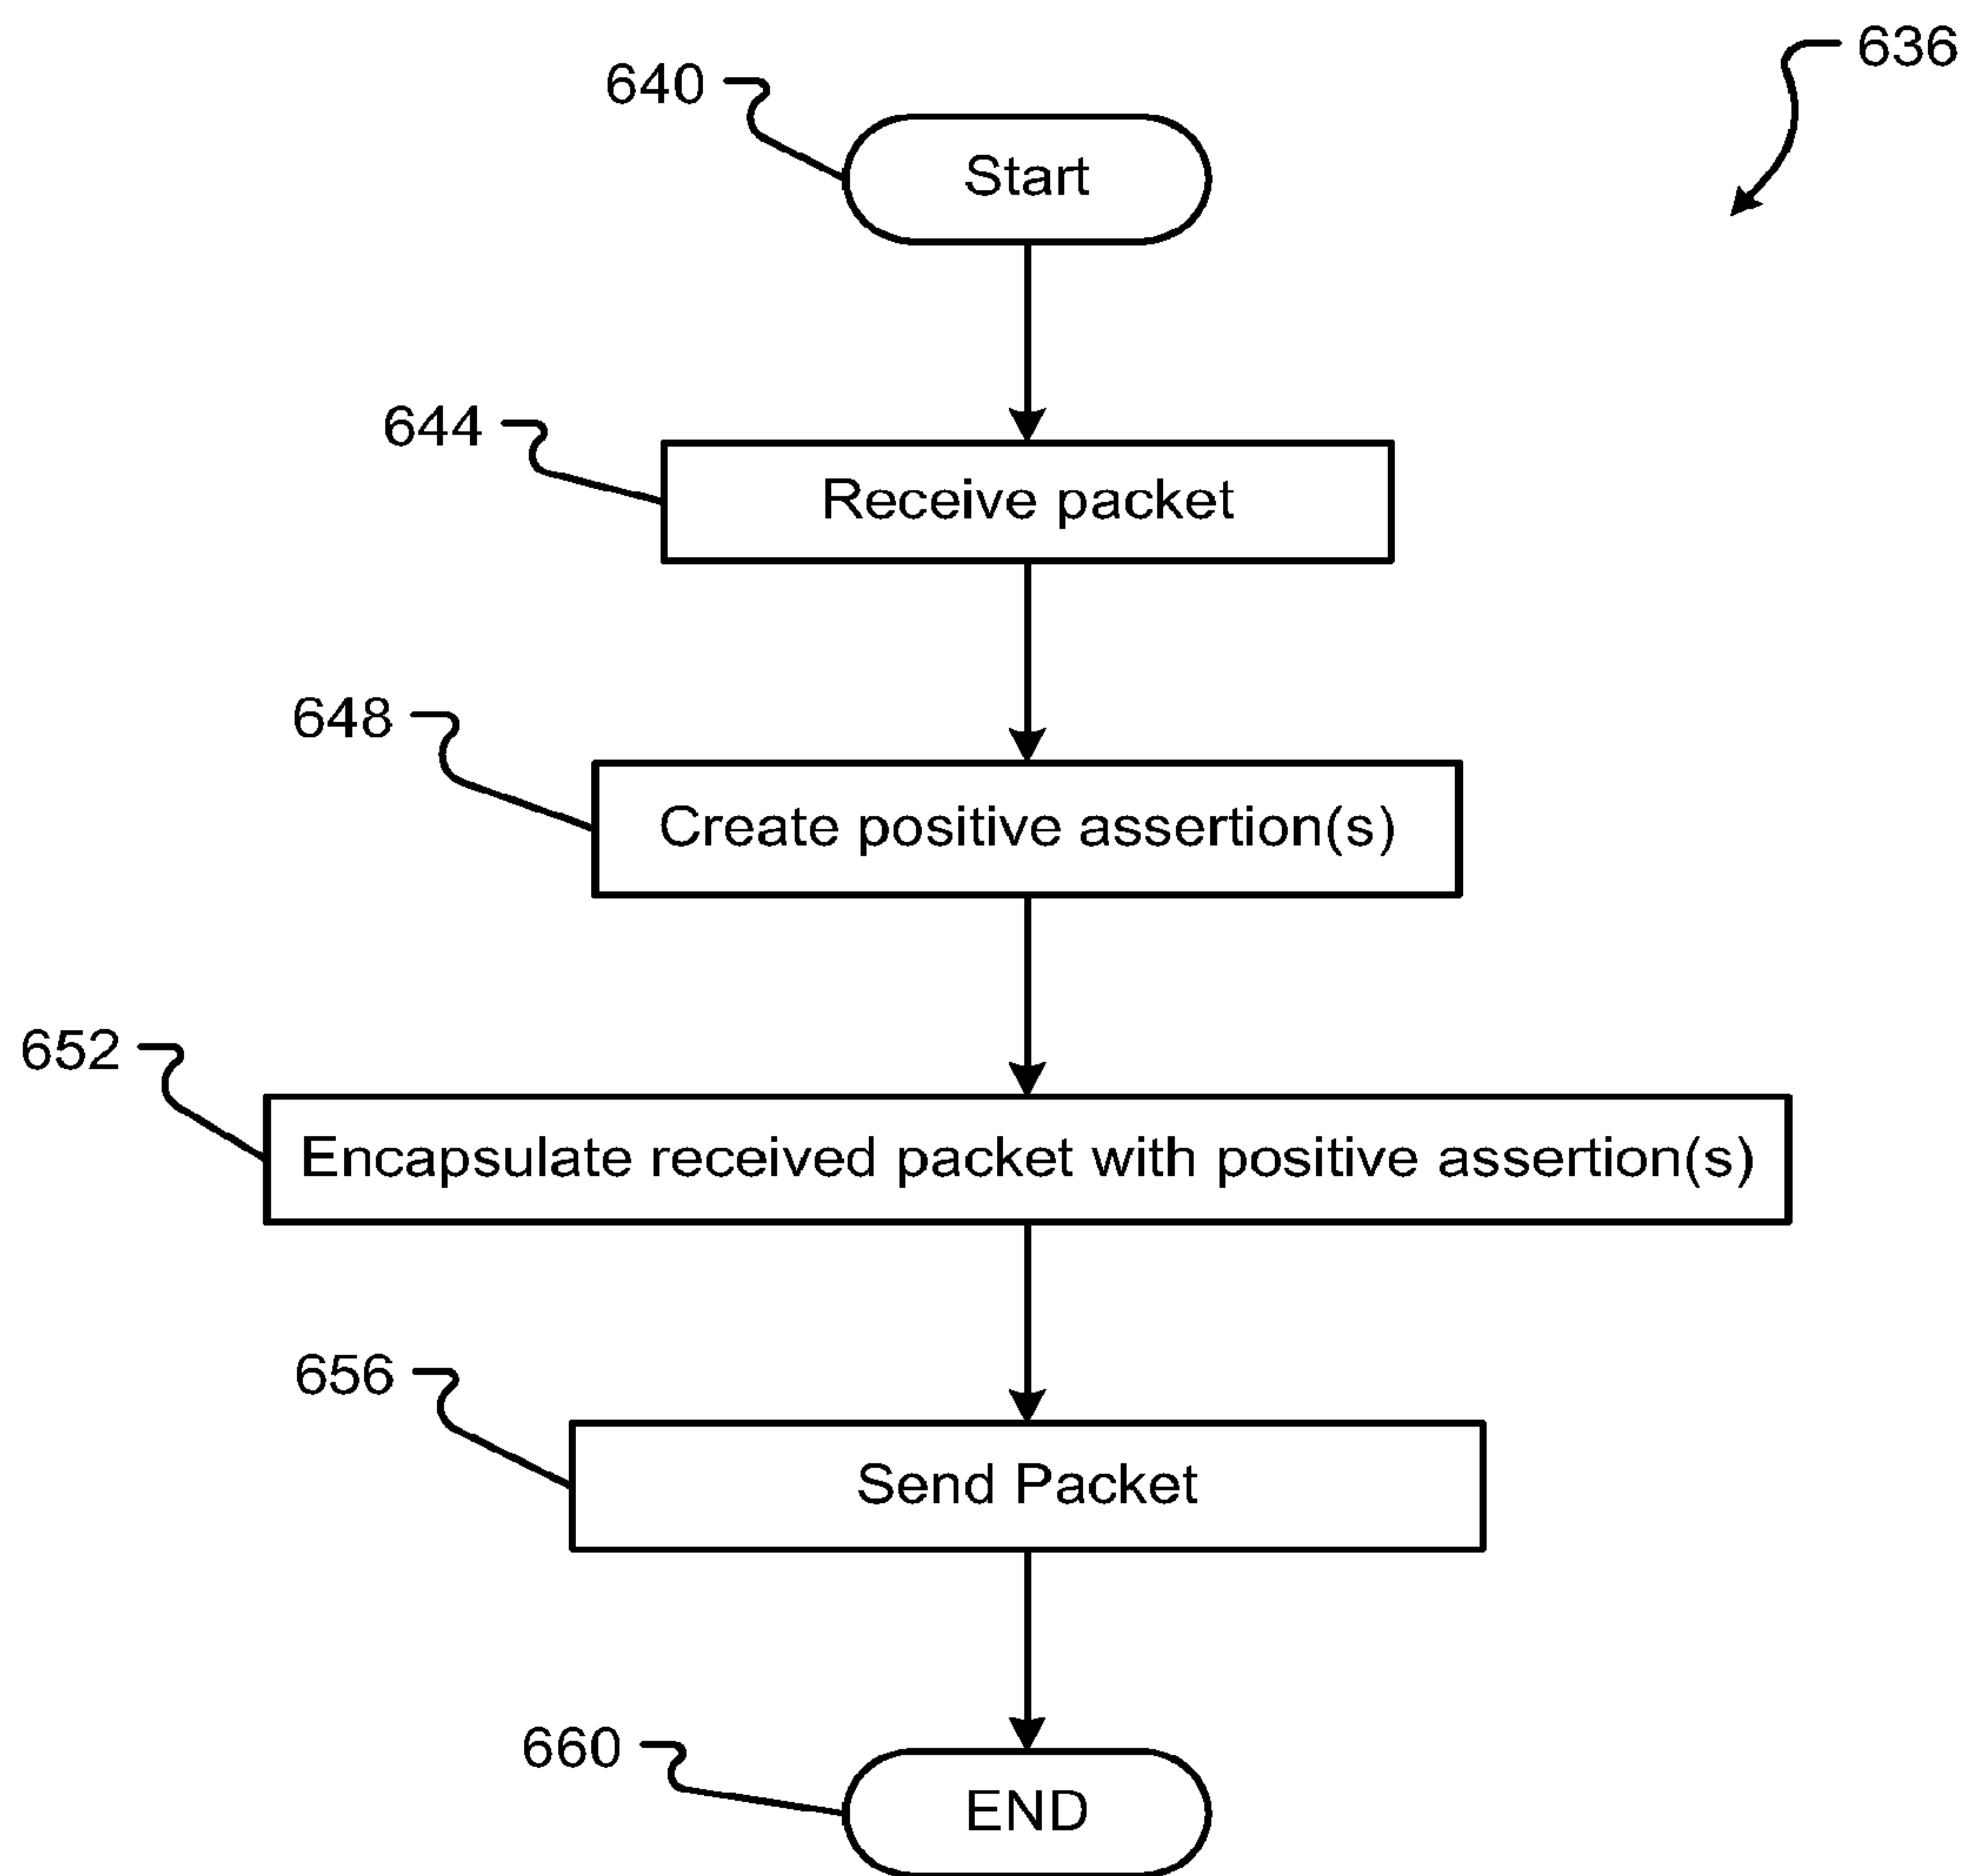 636
640
Start
644
Receive packet
648
Create positive assertion(s)
652
Encapsulate received packet with positive assertion(s)
656
Send Packet
660
END